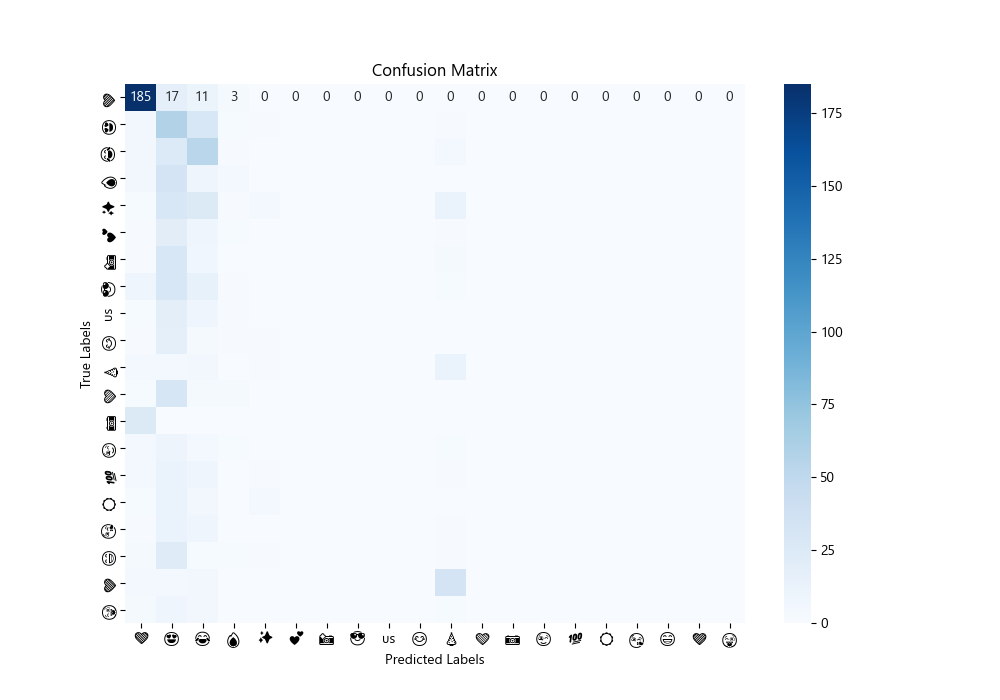 Confusion Matrix
185 17 11 3 0 0 0 0 0 0 0 0 0 0 0 0 0 0 0 0
True Labels
❤ 😍 😂 🔥 ✨ 💕 📸 😎 US 😊 🎄 💙 📷 😉 💯 ☀ 😘 😁 💜 😜
Predicted Labels
US
175
150
125
100
75
50
25
0